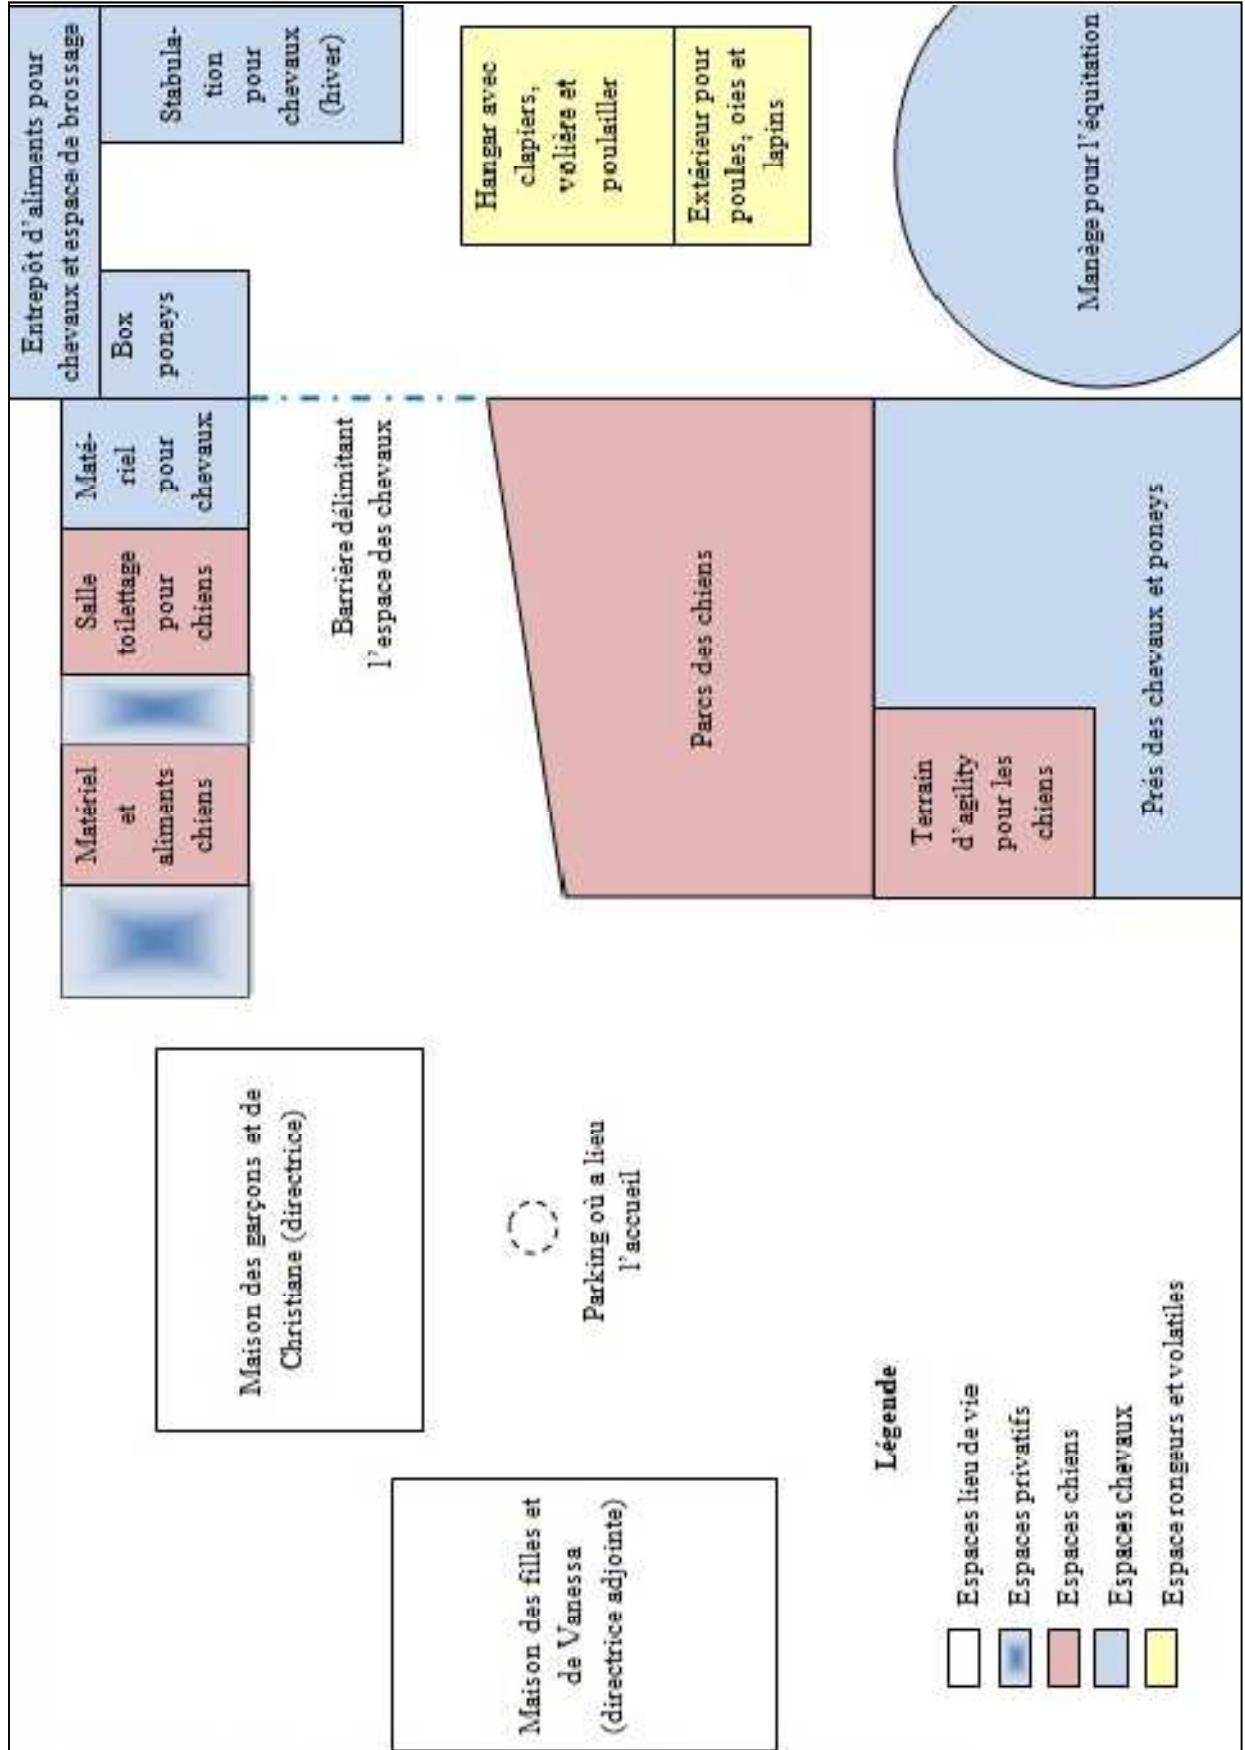 Entrepôt d'aliments pour
chevaux et espace de brossage
Stabula-
tion
pour
chevaux
(hiver)
Box
poneys
Maté-
riel
pour
chevaux
Salle
toilettage
pour
chiens
Matériel
et
aliments
chiens
Barrière délimitant
l'espace des chevaux
Hangar avec
clapiers,
volière et
poulailler
Extérieur pour
poules, oies et
lapins
Manège pour l'équitation
Parcs des chiens
Terrain
d'agility
pour les
chiens
Prés des chevaux et poneys
Maison des garçons et de
Christiane (directrice)
Parking où a lieu
l'accueil
Maison des filles et
de Vanessa
(directrice adjointe)
Légende
Espaces lieu de vie
Espaces privatifs
Espaces chiens
Espaces chevaux
Espace rongeurs et volatiles